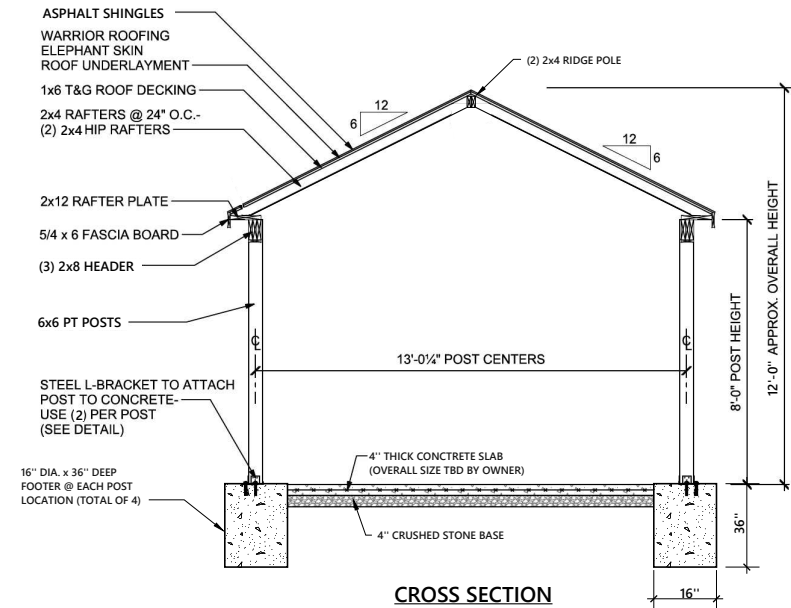 ASPHALT SHINGLES
WARRIOR ROOFING
ELEPHANT SKIN
ROOF UNDERLAYMENT
1x6 T&G ROOF DECKING
2x4 RAFTERS @ 24" O.C.-
(2) 2x4 HIP RAFTERS
2x12 RAFTER PLATE
5/4 x 6 FASCIA BOARD
(3) 2x8 HEADER
6x6 PT POSTS
STEEL L-BRACKET TO ATTACH
POST TO CONCRETE-
USE (2) PER POST
(SEE DETAIL)
16" DIA. x 36" DEEP
FOOTER @ EACH POST
LOCATION (TOTAL OF 4)
(2) 2x4 RIDGE POLE
12
6
12
6
℄
13'-0¼" POST CENTERS
℄
8'-0" POST HEIGHT
12'-0" APPROX. OVERALL HEIGHT
4" THICK CONCTRETE SLAB
(OVERALL SIZE TBD BY OWNER)
4" CRUSHED STONE BASE
36"
16"
CROSS SECTION